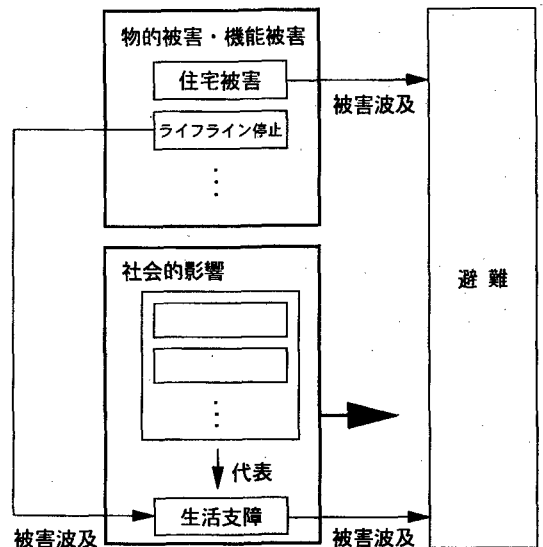 物的被害・機能被害
住宅被害
被害波及
ライフライン停止
社会的影響
避難
代表
生活支障
被害波及
被害波及